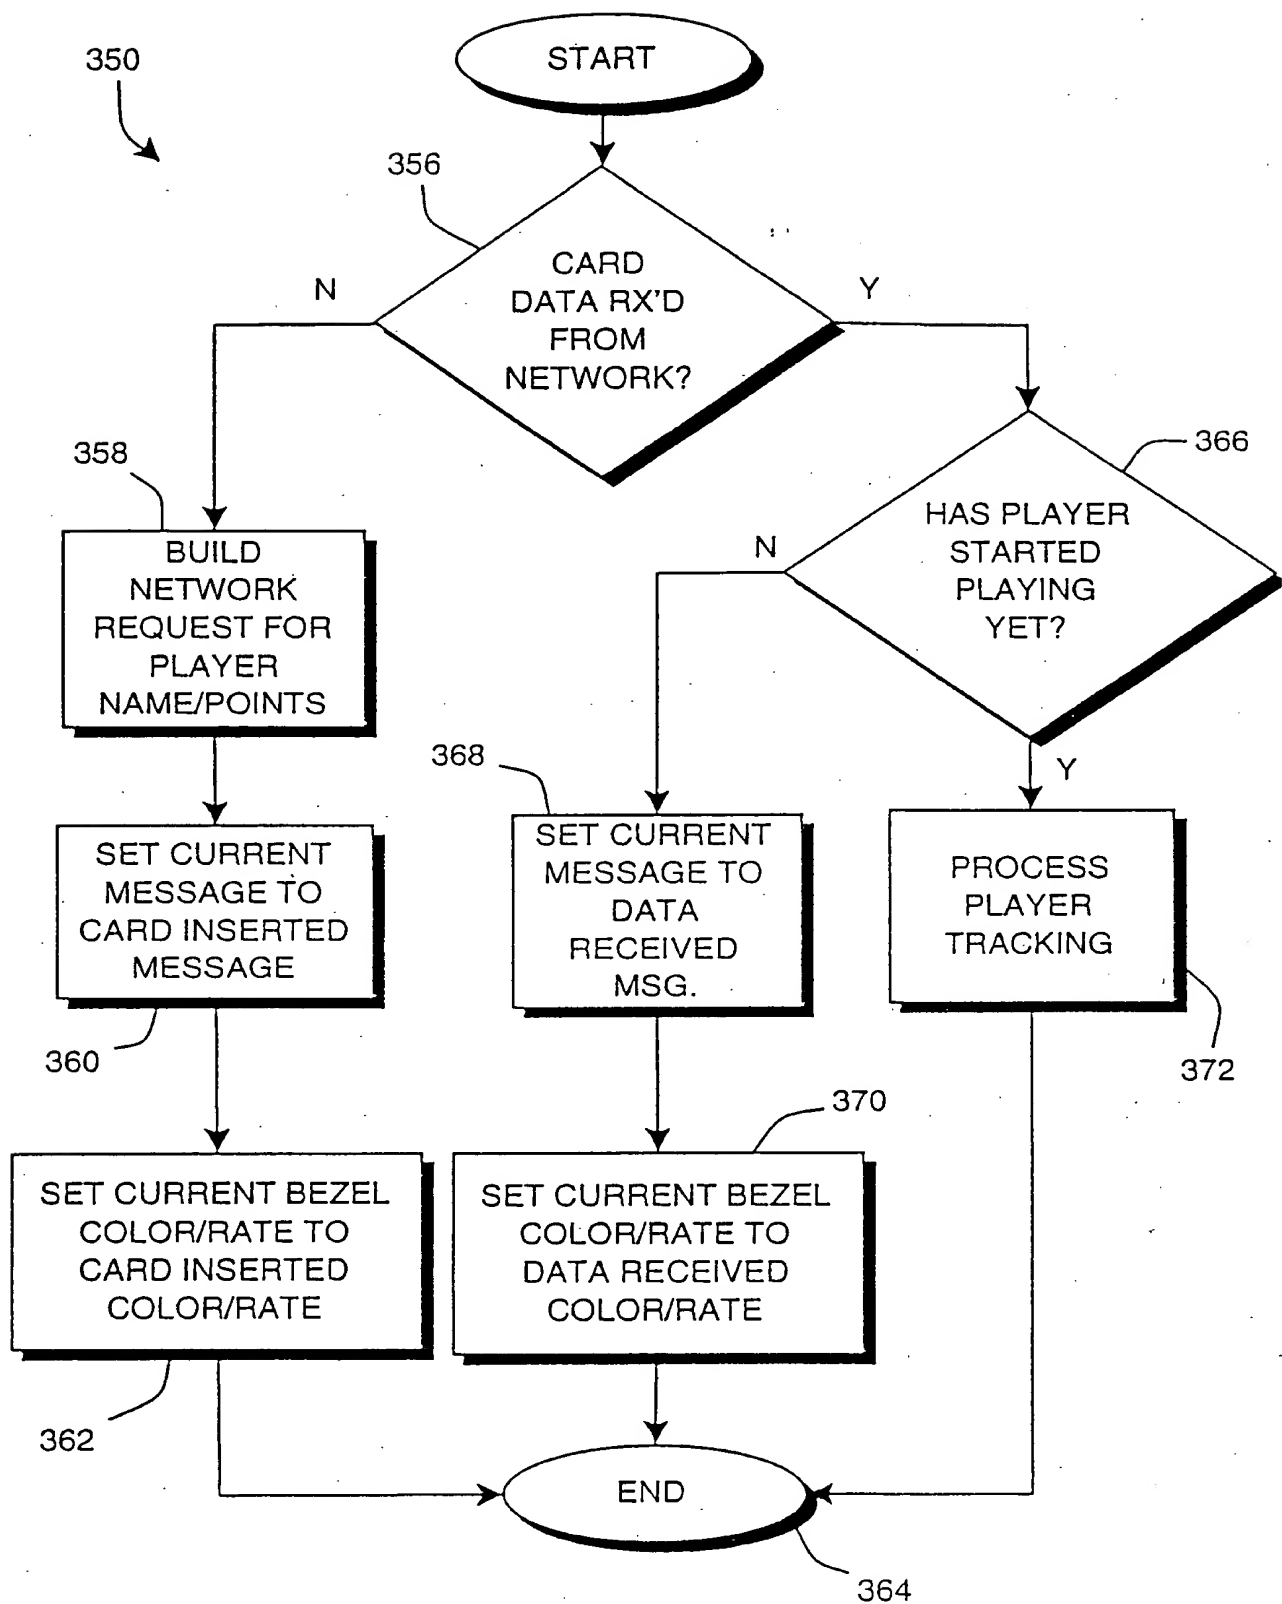 START
350
356
CARD
DATA RX'D
FROM
NETWORK?
N
Y
358
366
BUILD
NETWORK
REQUEST FOR
PLAYER
NAME/POINTS
HAS PLAYER
STARTED
PLAYING
YET?
N
Y
368
SET CURRENT
MESSAGE TO
CARD INSERTED
MESSAGE
360
SET CURRENT
MESSAGE TO
DATA
RECEIVED
MSG.
PROCESS
PLAYER
TRACKING
372
370
SET CURRENT BEZEL
COLOR/RATE TO
CARD INSERTED
COLOR/RATE
362
SET CURRENT BEZEL
COLOR/RATE TO
DATA RECEIVED
COLOR/RATE
END
364